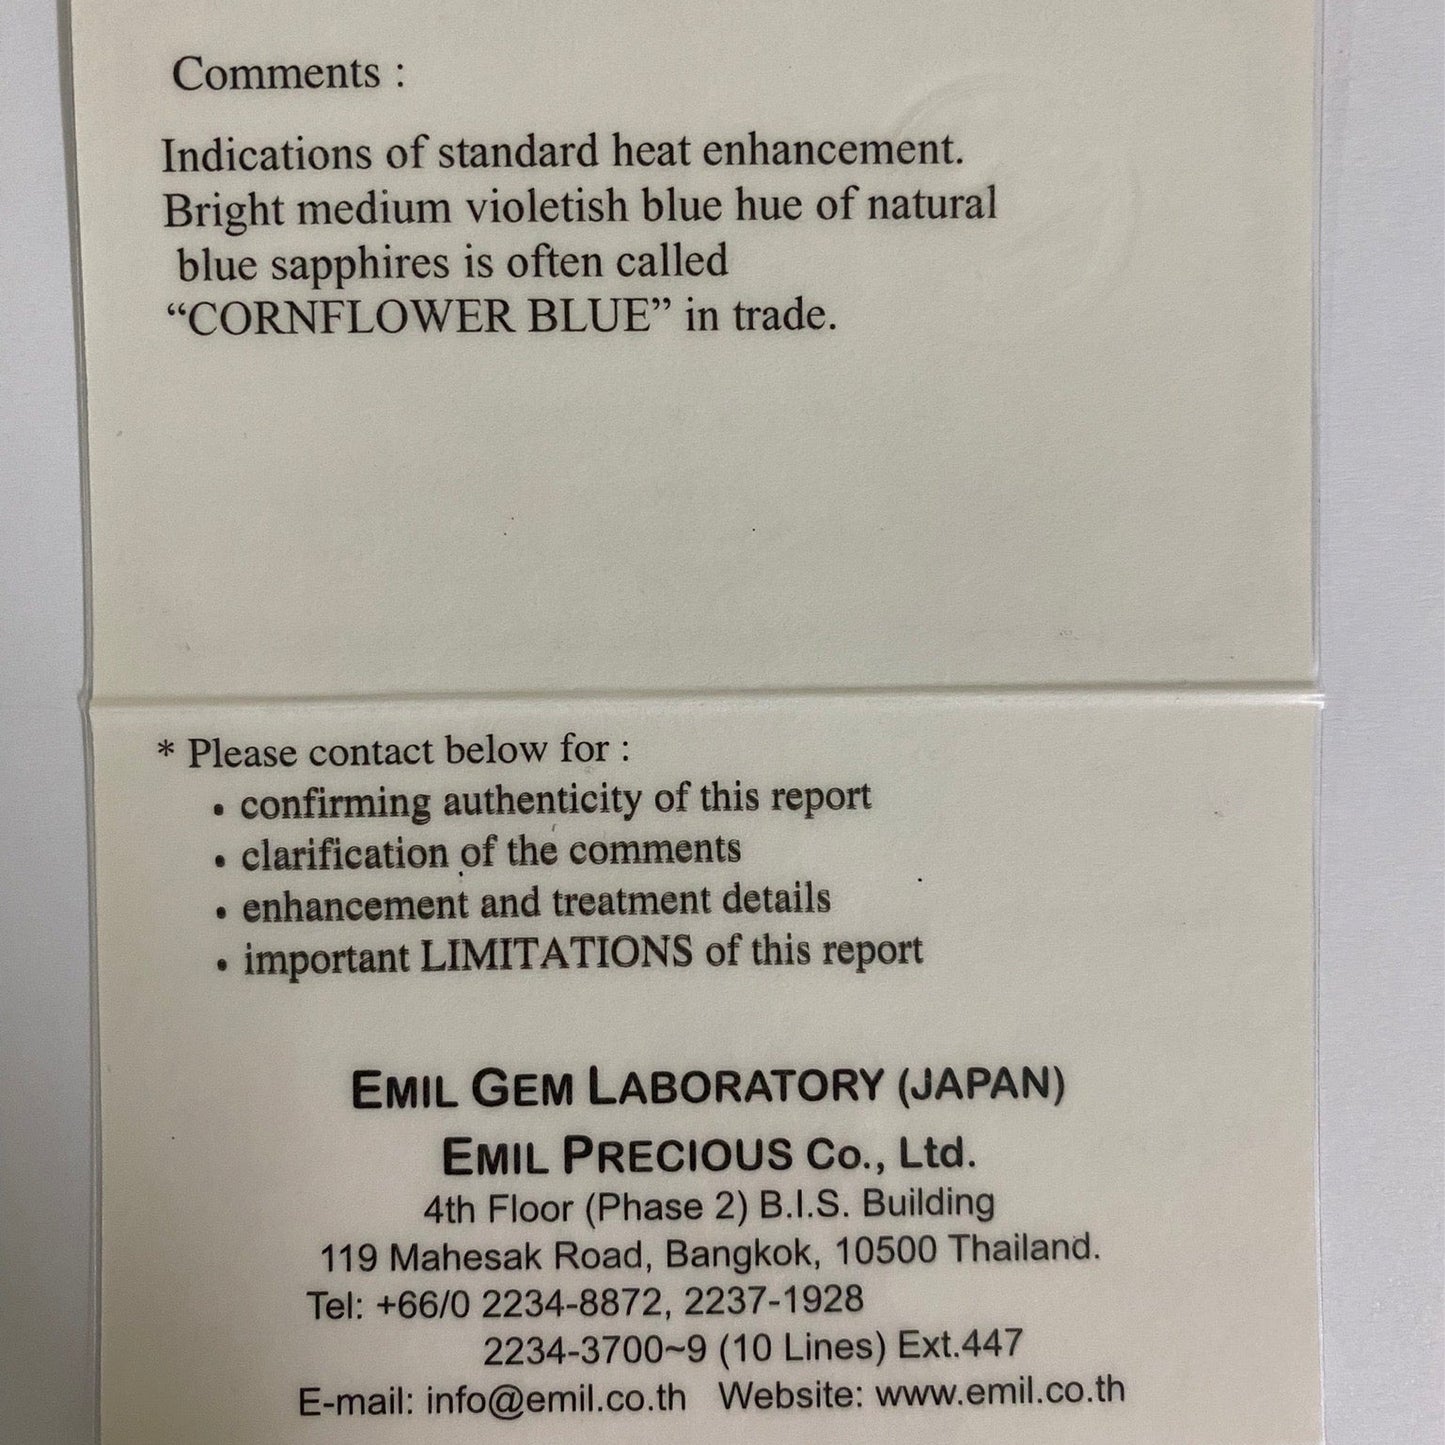 Comments :
Indications of standard heat enhancement.
Bright medium violetish blue hue of natural
blue sapphires is often called
“CORNFLOWER BLUE” in trade.
* Please contact below for :
• confirming authenticity of this report
• clarification of the comments
• enhancement and treatment details
• important LIMITATIONS of this report
EMIL GEM LABORATORY (JAPAN)
EMIL PRECIOUS Co., Ltd.
4th Floor (Phase 2) B.I.S. Building
119 Mahesak Road, Bangkok, 10500 Thailand.
Tel: +66/0 2234-8872, 2237-1928
2234-3700~9 (10 Lines) Ext.447
E-mail: info@emil.co.th Website: www.emil.co.th